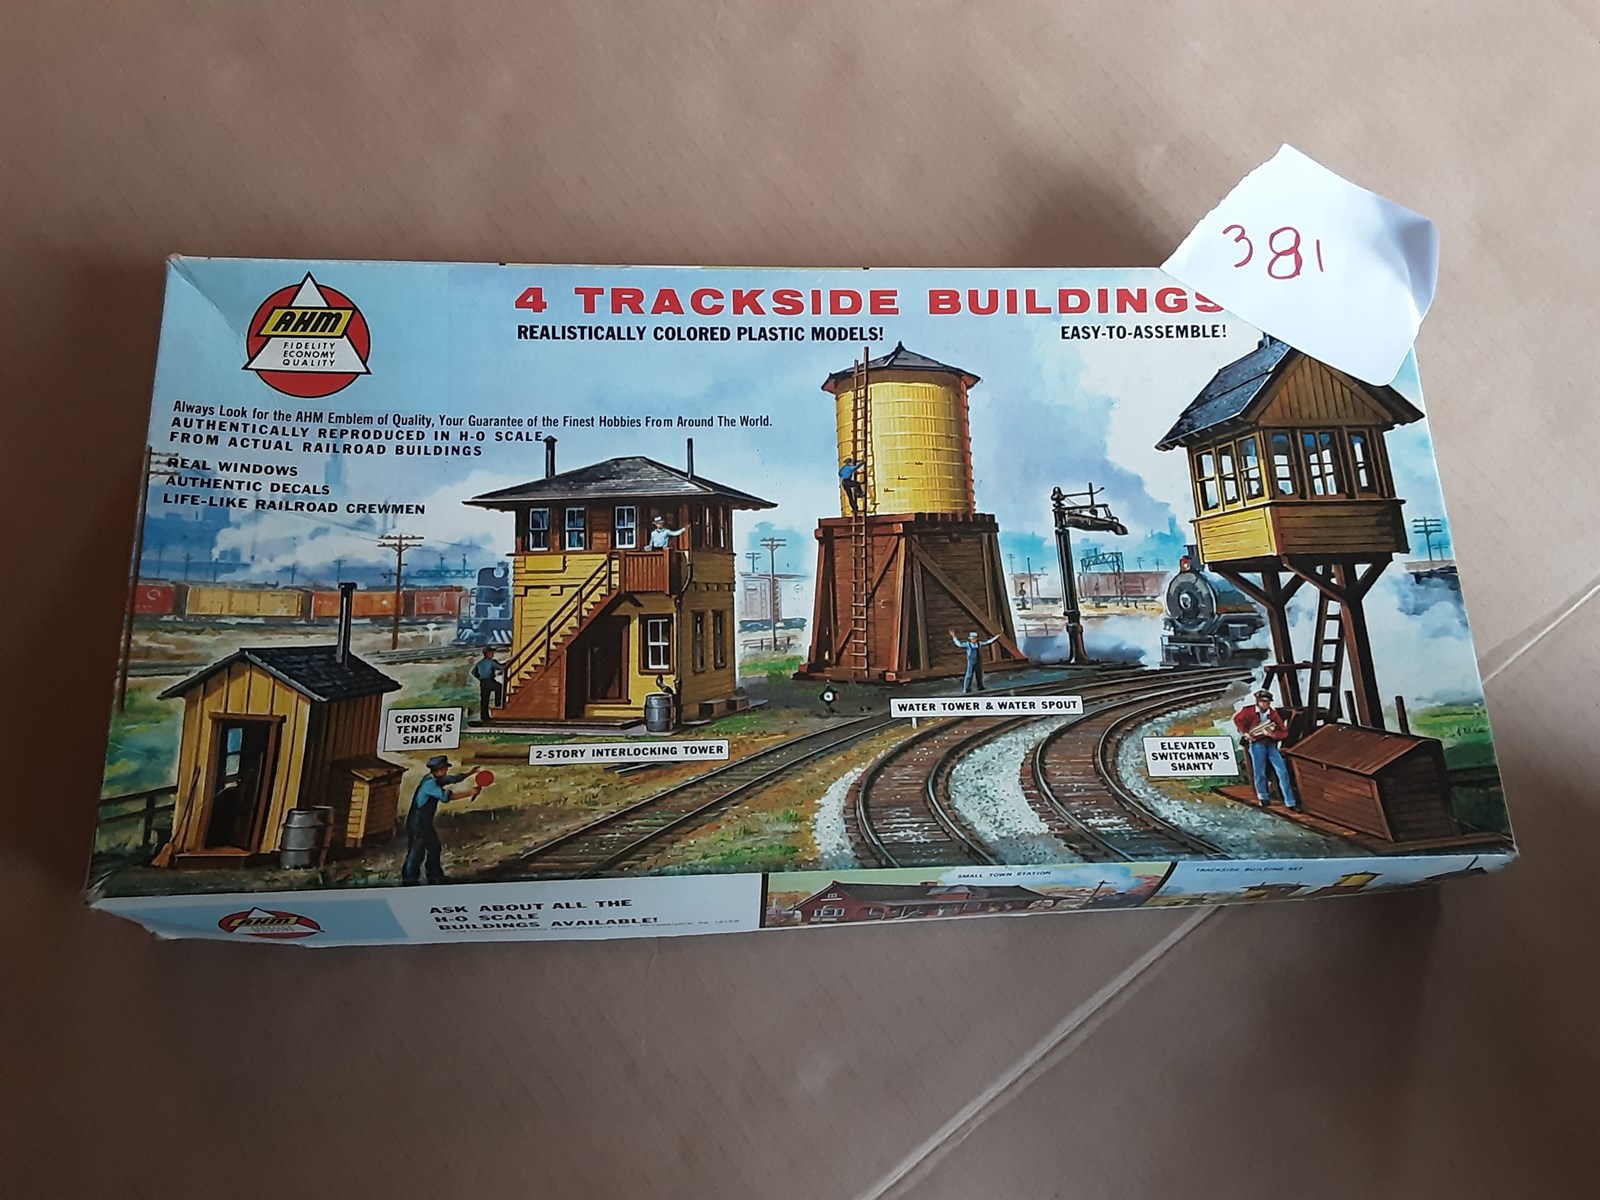 381
4 TRACKSIDE BUILDINGS
REALISTICALLY COLORED PLASTIC MODELS!
EASY-TO-ASSEMBLE!
AHM
FIDELITY
ECONOMY
QUALITY
Always Look for the AHM Emblem of Quality, Your Guarantee of the Finest Hobbies From Around The World.
AUTHENTICALLY REPRODUCED IN H-O SCALE
FROM ACTUAL RAILROAD BUILDINGS
REAL WINDOWS
AUTHENTIC DECALS
LIFE-LIKE RAILROAD CREWMEN
CROSSING
TENDER'S
SHACK
2-STORY INTERLOCKING TOWER
WATER TOWER & WATER SPOUT
ELEVATED
SWITCHMAN'S
SHANTY
AHM
ASK ABOUT ALL THE
H-O SCALE
BUILDINGS AVAILABLE!
SMALL TOWN STATION
TRACKSIDE BUILDING SET